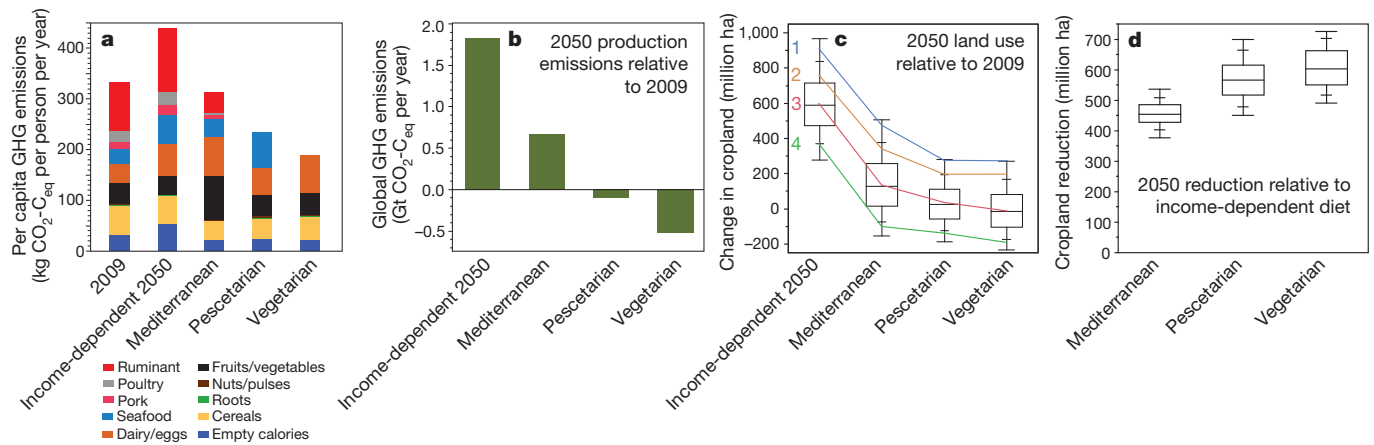 a
Per capita GHG emissions
(kg CO2-Ceq per person per year)
400
300
200
100
0
2009
Income-dependent 2050
Mediterranean
Pescetarian
Vegetarian
Ruminant
Poultry
Pork
Seafood
Dairy/eggs
Fruits/vegetables
Nuts/pulses
Roots
Cereals
Empty calories
b
2050 production
emissions relative
to 2009
Global GHG emissions
(Gt CO2-Ceq per year)
2.0
1.5
1.0
0.5
0.0
−0.5
Income-dependent 2050
Mediterranean
Pescetarian
Vegetarian
c
2050 land use
relative to 2009
Change in cropland (million ha)
1,000
800
600
400
200
0
−200
1
2
3
4
Income-dependent 2050
Mediterranean
Pescetarian
Vegetarian
d
Cropland reduction (million ha)
700
600
500
400
300
200
100
0
2050 reduction relative to
income-dependent diet
Mediterranean
Pescetarian
Vegetarian